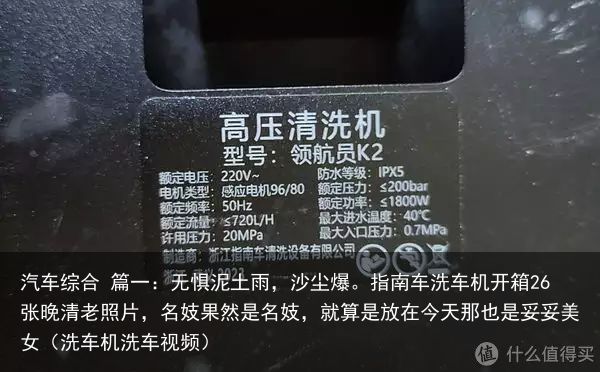 高压清洗机
型号：领航员K2
额定电压：220V~ 防水等级：IPX5
电机类型：感应电机96/80 额定压力：≤200bar
额定频率：50Hz 额定功率：≤1800W
额定流量：≤720L/H 最大进水温度：40℃
许用压力：20MPa 最大入口压力：0.7MPa
制造商：浙江指南车清洗设备有限公司
汽车综合 篇一：无惧泥土雨，沙尘爆。指南车洗车机开箱26
张晚清老照片，名妓果然是名妓，就算是放在今天那也是妥妥美
女（洗车机洗车视频）
值 什么值得买